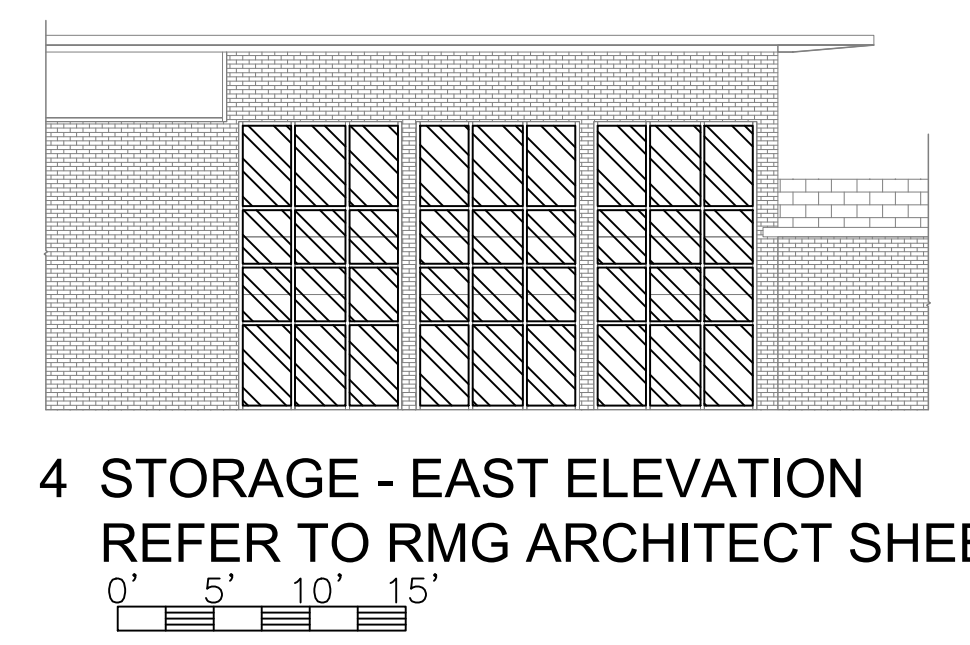 4 STORAGE - EAST ELEVATION
REFER TO RMG ARCHITECT
0' 5' 10' 15'